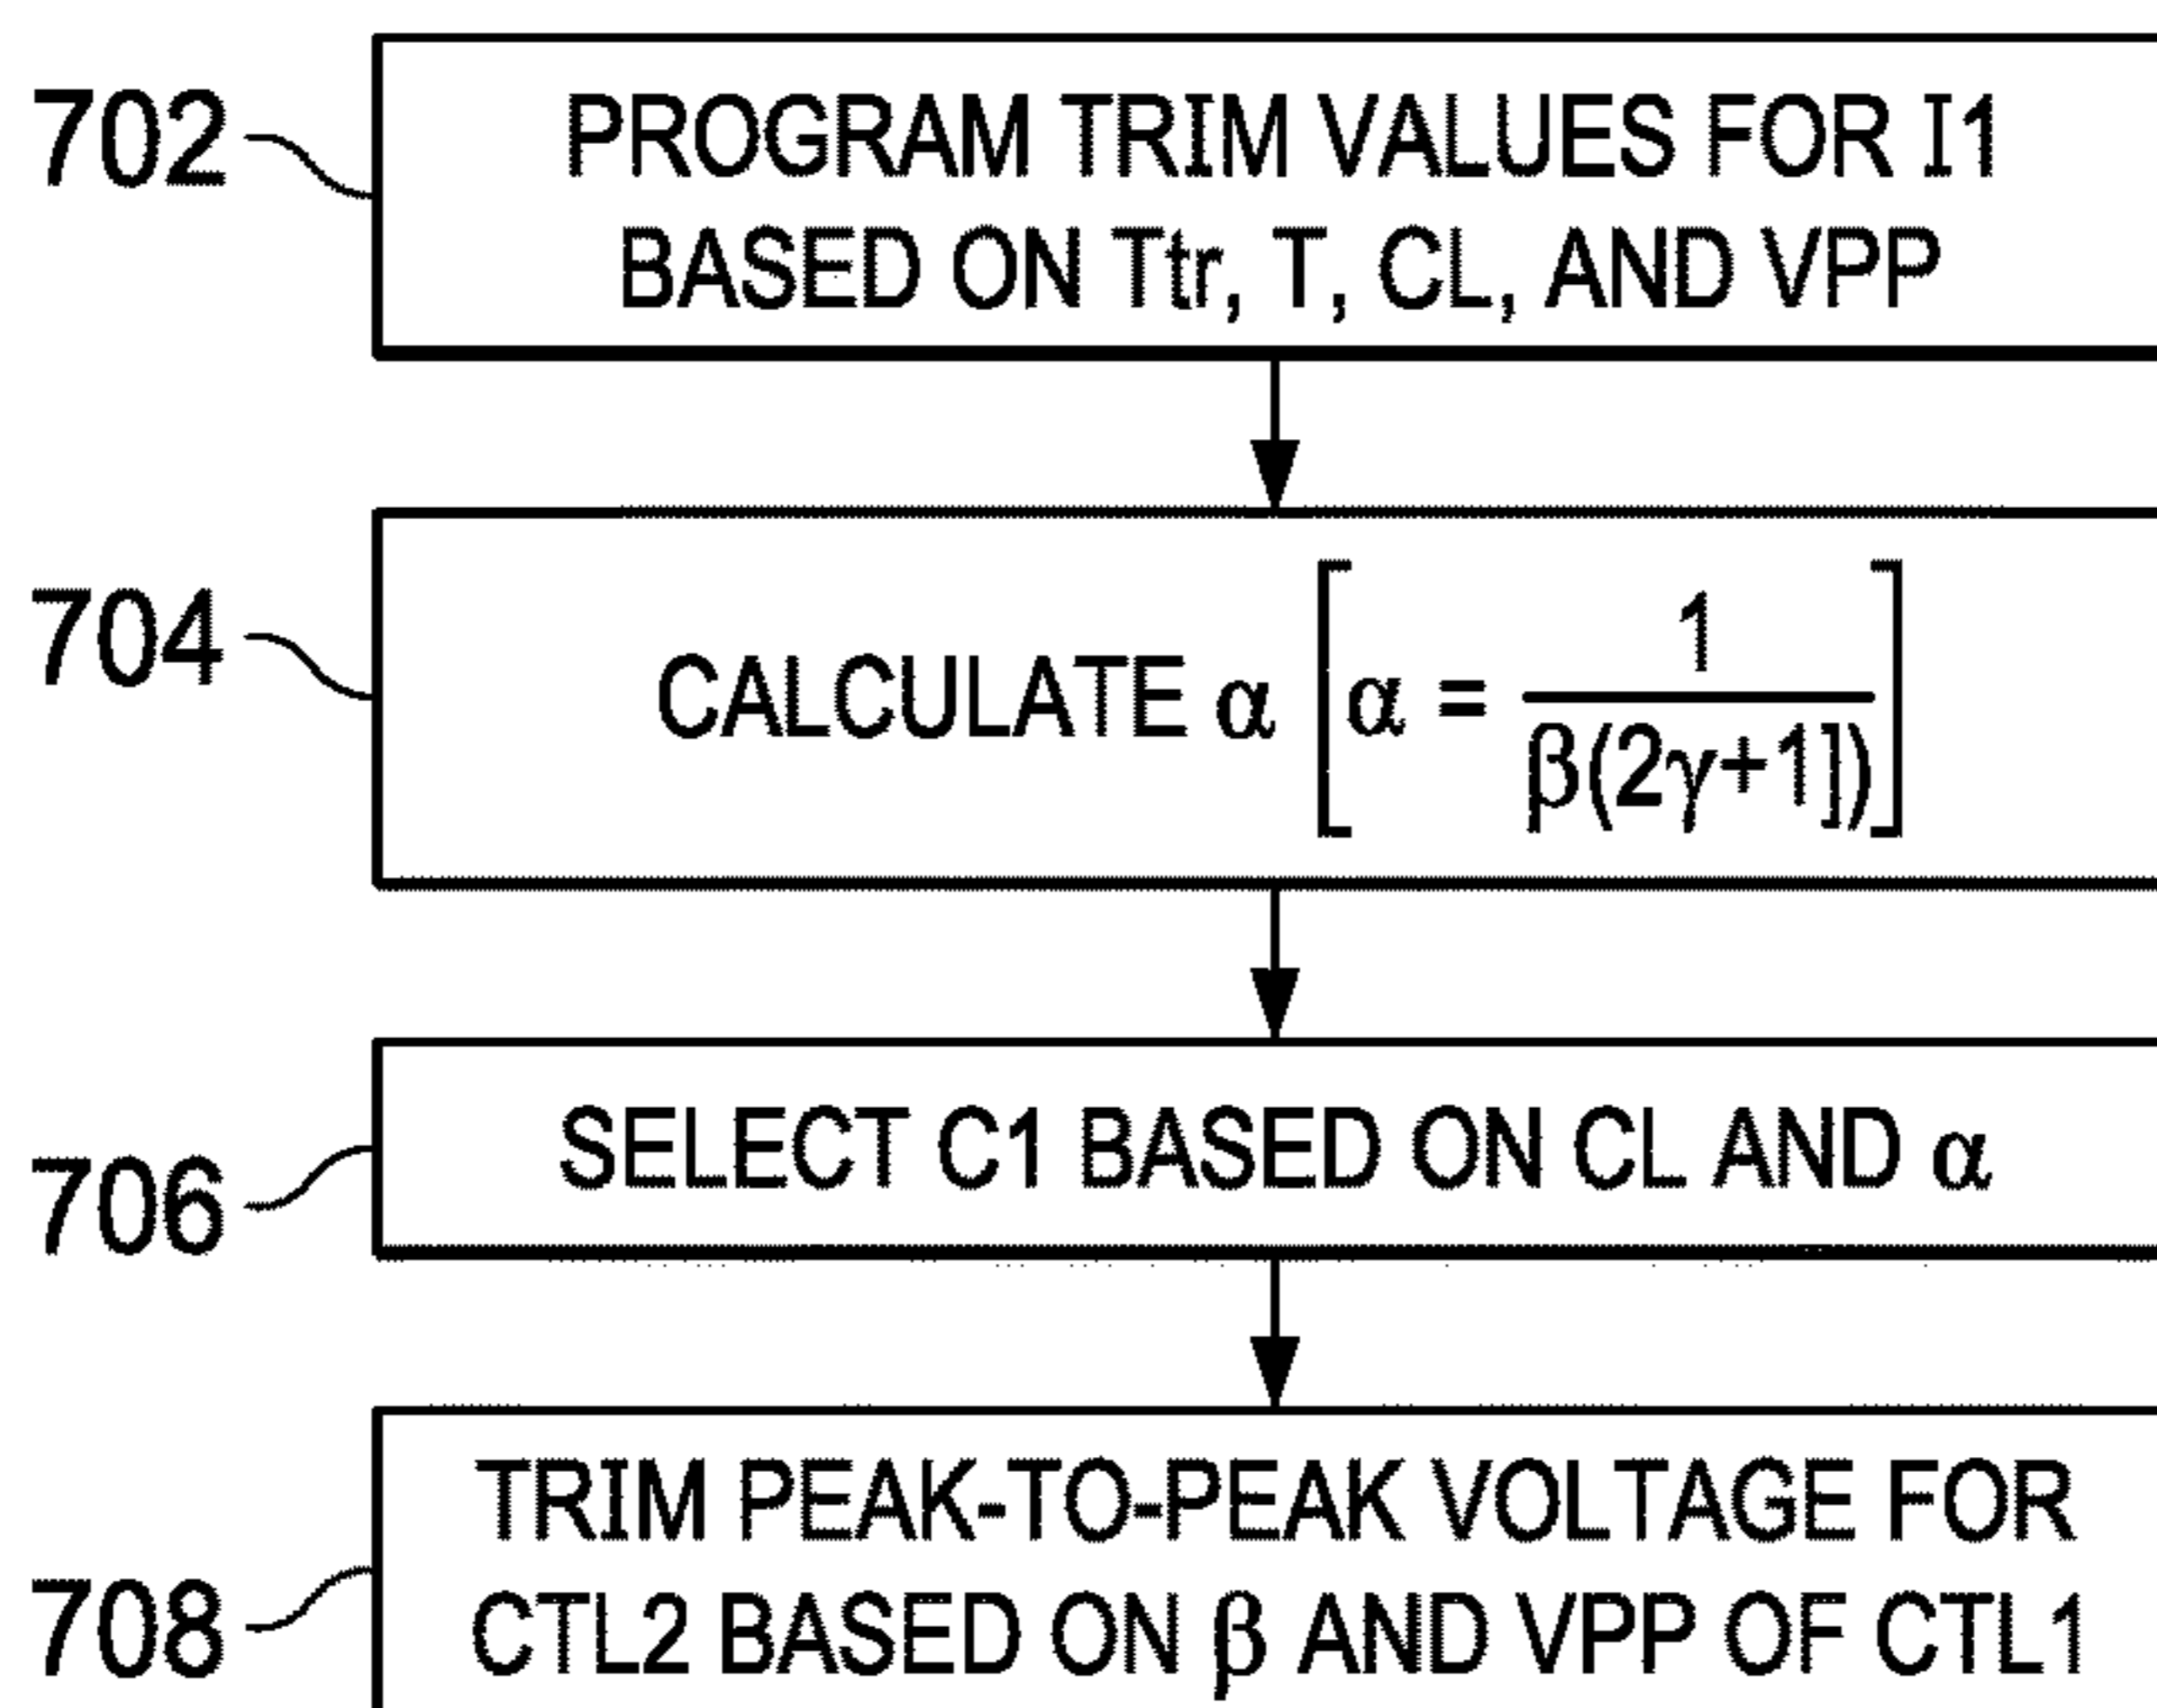 702
PROGRAM TRIM VALUES FOR I1
BASED ON Ttr, T, CL, AND VPP
704
CALCULATE α [α = 1
β(2γ+1])]
706
SELECT C1 BASED ON CL AND α
708
TRIM PEAK-TO-PEAK VOLTAGE FOR
CTL2 BASED ON β AND VPP OF CTL1